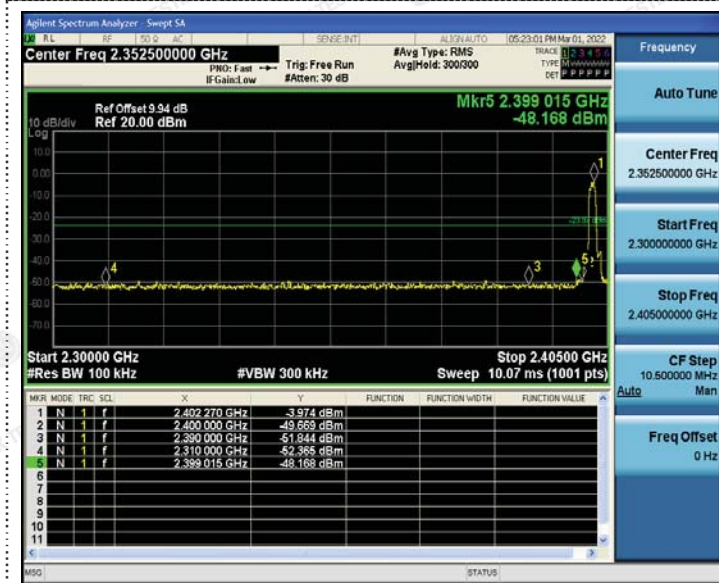 Agilent Spectrum Analyzer - Swept SA
RL RF 50 Ω AC SENSE:INT ALIGN AUTO 05:23:01 PM Mar 01, 2022
Center Freq 2.352500000 GHz
PNO: Fast
IFGain:Low
Trig: Free Run
#Atten: 30 dB
#Avg Type: RMS
Avg|Hold: 300/300
TRACE 1 2 3 4 5 6
TYPE M
DET P P P P P P
Ref Offset 9.94 dB
Ref 20.00 dBm
10 dB/div
Log
Mkr5 2.399 015 GHz
-48.168 dBm
10.0
0.00
-10.0
-20.0
-30.0
-40.0
-50.0
-60.0
-70.0
1
4
3
5
Start 2.30000 GHz
#Res BW 100 kHz
#VBW 300 kHz
Stop 2.40500 GHz
Sweep 10.07 ms (1001 pts)
MKR MODE TRC SCL X Y FUNCTION FUNCTION WIDTH FUNCTION VALUE
1 N 1 f 2.402 270 GHz -3.974 dBm
2 N 1 f 2.400 000 GHz -49.669 dBm
3 N 1 f 2.390 000 GHz -51.844 dBm
4 N 1 f 2.310 000 GHz -52.365 dBm
5 N 1 f 2.399 015 GHz -48.168 dBm
6
7
8
9
10
11
MSG STATUS
Frequency
Auto Tune
Center Freq
2.352500000 GHz
Start Freq
2.300000000 GHz
Stop Freq
2.405000000 GHz
CF Step
10.500000 MHz
Auto Man
Freq Offset
0 Hz